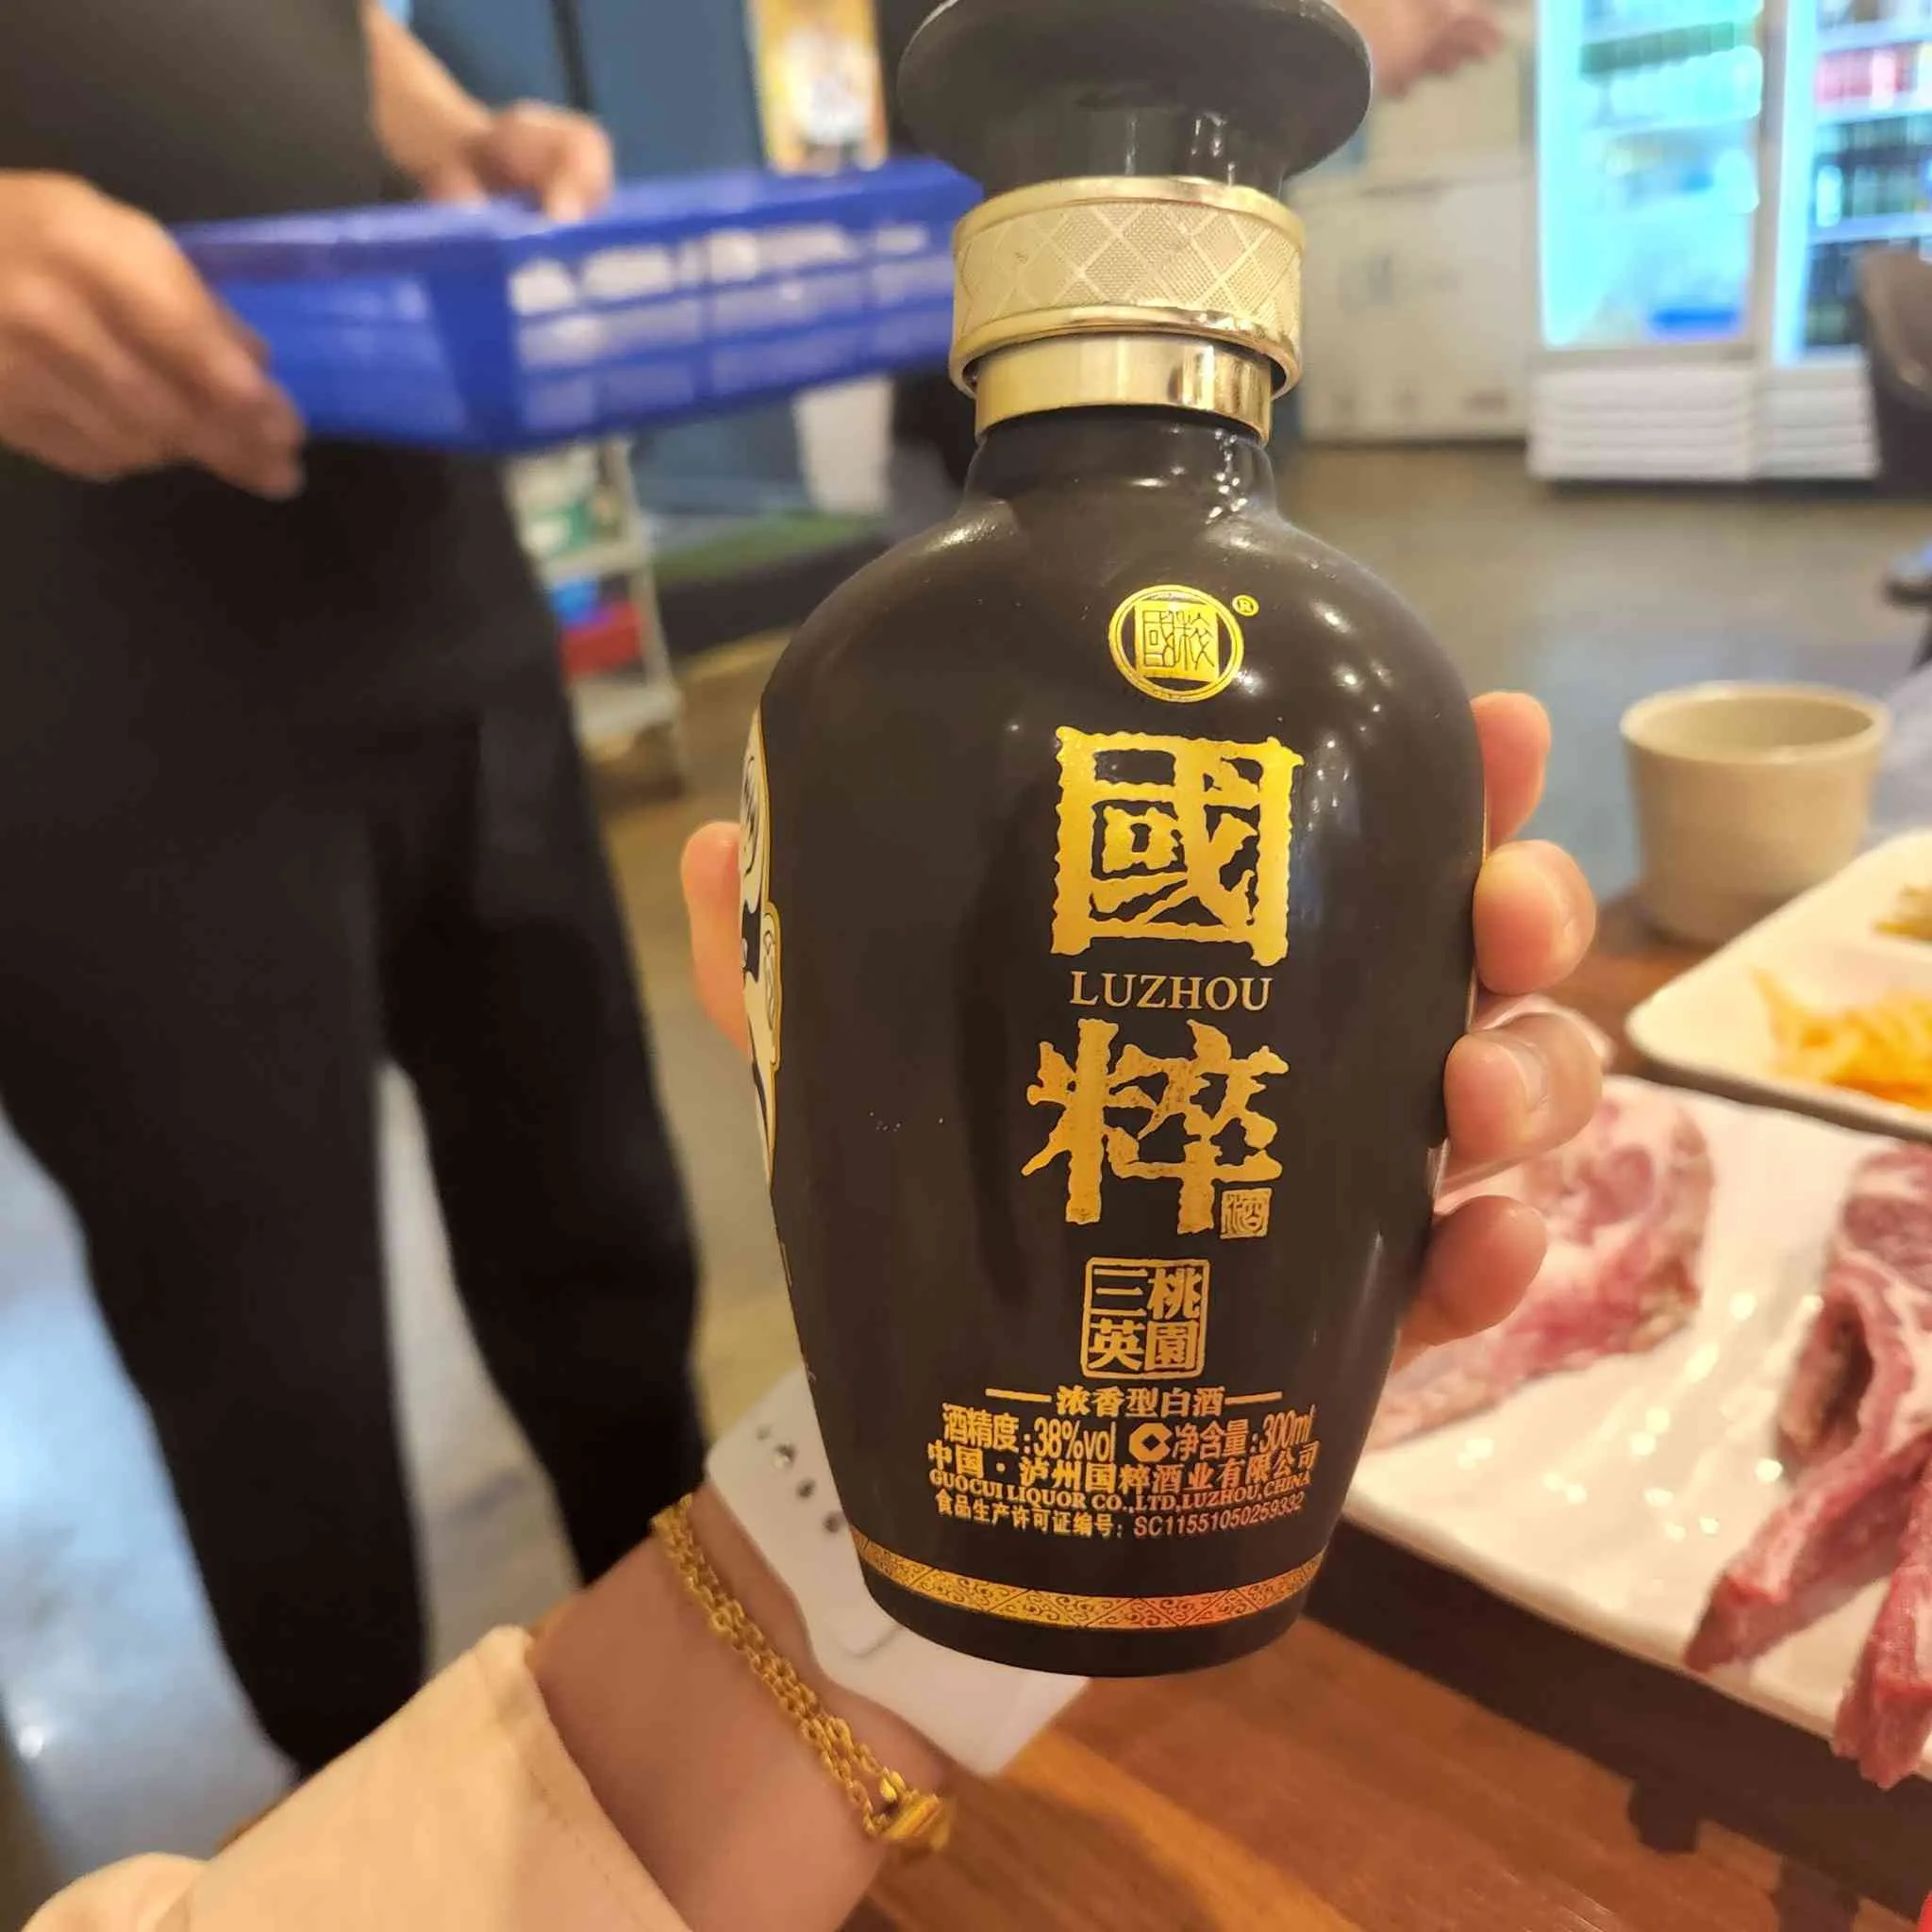 國粹
®
國
LUZHOU
粹
酒
桃園
三英
浓香型白酒
酒精度:38%vol 净含量:300ml
中国·泸州国粹酒业有限公司
GUOCUI LIQUOR CO.,LTD,LUZHOU,CHINA
食品生产许可证编号: SC11551050259332